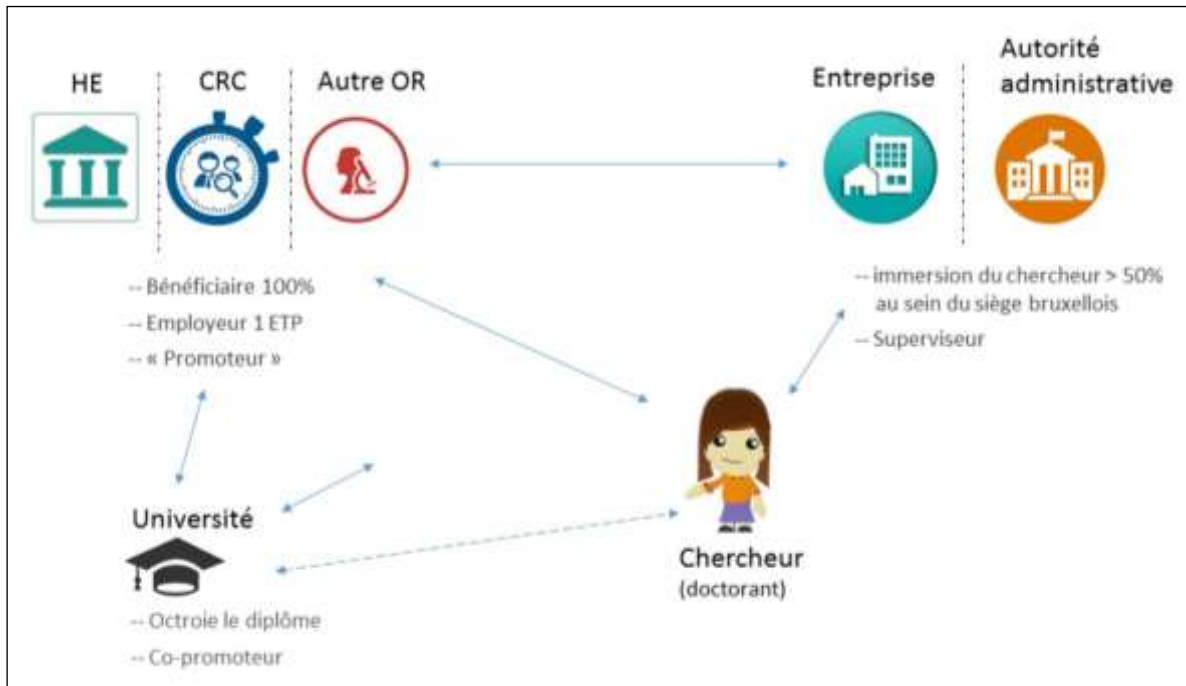 HE
CRC
Autre OR
Entreprise
Autorité
administrative
-- Bénéficiaire 100%
-- Employeur 1 ETP
-- « Promoteur »
-- immersion du chercheur > 50%
au sein du siège bruxellois
-- Superviseur
Université
-- Octroie le diplôme
-- Co-promoteur
Chercheur
(doctorant)